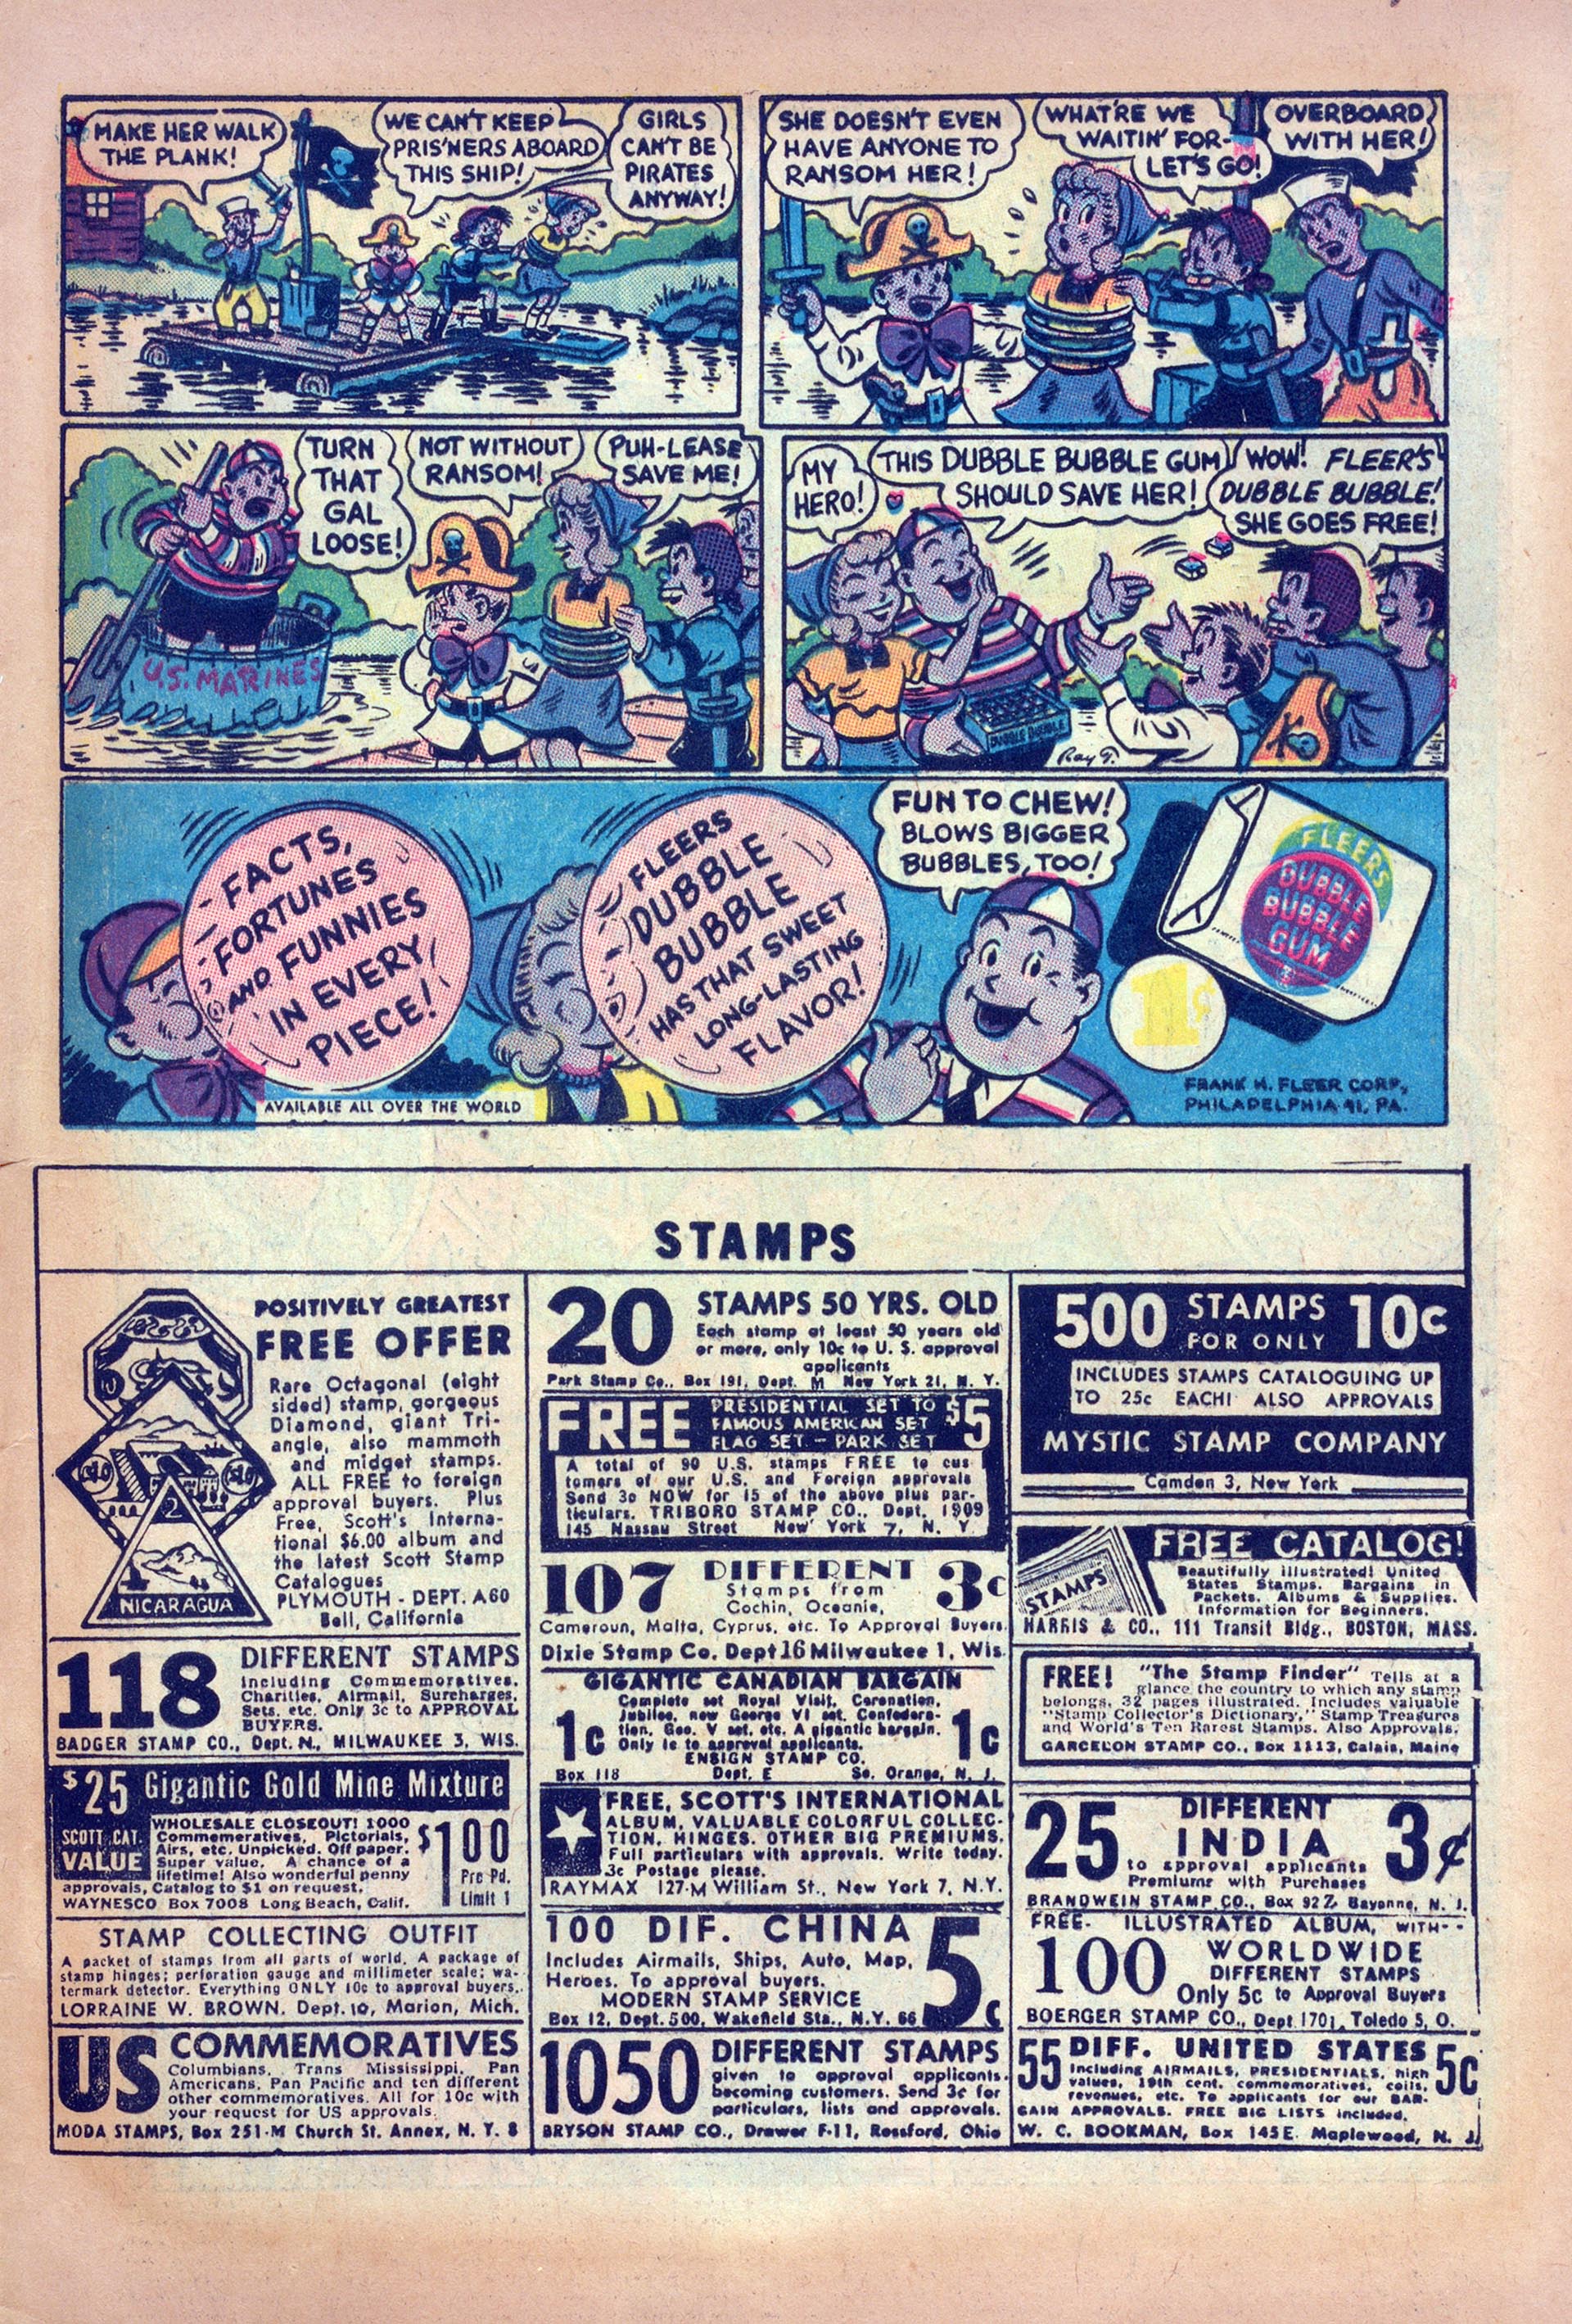 MAKE HER WALK
THE PLANK!
WE CAN'T KEEP
PRIS'NERS ABOARD
THIS SHIP!
GIRLS
CAN'T BE
PIRATES
ANYWAY!
SHE DOESN'T EVEN
HAVE ANYONE TO
RANSOM HER!
WHAT'RE WE
WAITIN' FOR-
LET'S GO!
OVERBOARD
WITH HER!
TURN
THAT
GAL
LOOSE!
NOT WITHOUT
RANSOM!
PUH-LEASE
SAVE ME!
U.S. MARINES
MY
HERO!
THIS DUBBLE BUBBLE GUM
SHOULD SAVE HER!
WOW! FLEER'S
DUBBLE BUBBLE!
SHE GOES FREE!
DUBBLE BUBBLE
Ray T.
FACTS,
FORTUNES
AND FUNNIES
IN EVERY
PIECE!
FLEERS
DUBBLE
BUBBLE
HAS THAT SWEET
LONG-LASTING
FLAVOR!
FUN TO CHEW!
BLOWS BIGGER
BUBBLES, TOO!
FLEERS
DUBBLE
BUBBLE
GUM
1¢
AVAILABLE ALL OVER THE WORLD
FRANK H. FLEER CORP.,
PHILADELPHIA 41, PA.
STAMPS
POSITIVELY GREATEST
FREE OFFER
Rare Octagonal (eight
sided) stamp, gorgeous
Diamond, giant Tri-
angle, also mammoth
and midget stamps.
ALL FREE to foreign
approval buyers. Plus
Free, Scott's Interna-
tional $6.00 album and
the latest Scott Stamp
Catalogues
PLYMOUTH - DEPT. A60
Bell, California
NICARAGUA
118 DIFFERENT STAMPS
Including Commemoratives,
Charities, Airmail, Surcharges,
Sets, etc. Only 3c to APPROVAL
BUYERS.
BADGER STAMP CO., Dept. N., MILWAUKEE 3, WIS.
$25 Gigantic Gold Mine Mixture
SCOTT CAT.
VALUE
WHOLESALE CLOSEOUT! 1000
Commemoratives, Pictorials,
Airs, etc. Unpicked. Off paper.
Super value. A chance of a
lifetime! Also wonderful penny
approvals, Catalog to $1 on request.
$1.00
Pre Pd.
Limit 1
WAYNESCO Box 7008 Long Beach, Calif.
STAMP COLLECTING OUTFIT
A packet of stamps from all parts of world. A package of
stamp hinges; perforation gauge and millimeter scale; wa-
termark detector. Everything ONLY 10c to approval buyers.
LORRAINE W. BROWN. Dept. 10, Marion, Mich.
US COMMEMORATIVES
Columbians, Trans Mississippi, Pan
Americans, Pan Pacific and ten different
other commemoratives. All for 10c with
your request for US approvals.
MODA STAMPS, Box 251-M Church St. Annex, N. Y. 8
20 STAMPS 50 YRS. OLD
Each stamp at least 50 years old
or more, only 10c to U. S. approval
applicants
Park Stamp Co., Box 191, Dept. M New York 21, N. Y.
FREE PRESIDENTIAL SET TO $5
FAMOUS AMERICAN SET
FLAG SET - PARK SET
A total of 90 U.S. stamps FREE to cus
tomers of our U.S. and Foreign approvals
Send 3c NOW for 15 of the above plus par-
ticulars. TRIBORO STAMP CO., Dept. 1909
145 Nassau Street New York 7, N. Y
107 DIFFERENT 3c
Stamps from
Cochin, Oceanie,
Cameroun, Malta, Cyprus, etc. To Approval Buyers.
Dixie Stamp Co. Dept 16 Milwaukee 1, Wis.
GIGANTIC CANADIAN BARGAIN
Complete set Royal Visit, Coronation,
Jubilee, new George VI set. Confedera-
tion, Geo. V set, etc. A gigantic bargain.
Only 1c to approval applicants.
1c 1c
ENSIGN STAMP CO.
Box 118 Dept. E So. Orange, N. J.
FREE, SCOTT'S INTERNATIONAL
ALBUM, VALUABLE COLORFUL COLLEC-
TION, HINGES. OTHER BIG PREMIUMS.
Full particulars with approvals. Write today.
3c Postage please.
RAYMAX 127-M William St., New York 7, N.Y.
100 DIF. CHINA 5c
Includes Airmails, Ships, Auto, Map,
Heroes. To approval buyers.
MODERN STAMP SERVICE
Box 12, Dept. 500, Wakefield Sta., N.Y. 66
1050 DIFFERENT STAMPS
given to approval applicants
becoming customers. Send 3c for
particulars, lists and approvals.
BRYSON STAMP CO., Drawer F-11, Rossford, Ohio
500 STAMPS 10c
FOR ONLY
INCLUDES STAMPS CATALOGUING UP
TO 25c EACH! ALSO APPROVALS
MYSTIC STAMP COMPANY
Camden 3, New York
STAMPS
FREE CATALOG!
Beautifully illustrated! United
States Stamps. Bargains in
Packets, Albums & Supplies.
Information for Beginners.
HARRIS & CO., 111 Transit Bldg., BOSTON, MASS.
FREE! "The Stamp Finder" Tells at a
glance the country to which any stamp
belongs. 32 pages illustrated. Includes valuable
"Stamp Collector's Dictionary," Stamp Treasures
and World's Ten Rarest Stamps. Also Approvals.
GARCELON STAMP CO., Box 1113, Calais, Maine
25 DIFFERENT 3¢
INDIA
to approval applicants
Premiums with Purchases
BRANDWEIN STAMP CO., Box 92Z Bayonne, N. J.
FREE- ILLUSTRATED ALBUM, WITH--
100 WORLDWIDE
DIFFERENT STAMPS
Only 5c to Approval Buyers
BOERGER STAMP CO., Dept 1701, Toledo 5, O.
55 DIFF. UNITED STATES 5c
Including AIRMAILS, PRESIDENTIALS, high
values, 19th cent. commemoratives, coils,
revenues, etc. To applicants for our BAR-
GAIN APPROVALS. FREE BIG LISTS included.
W. C. BOOKMAN, Box 145E Maplewood, N. J.